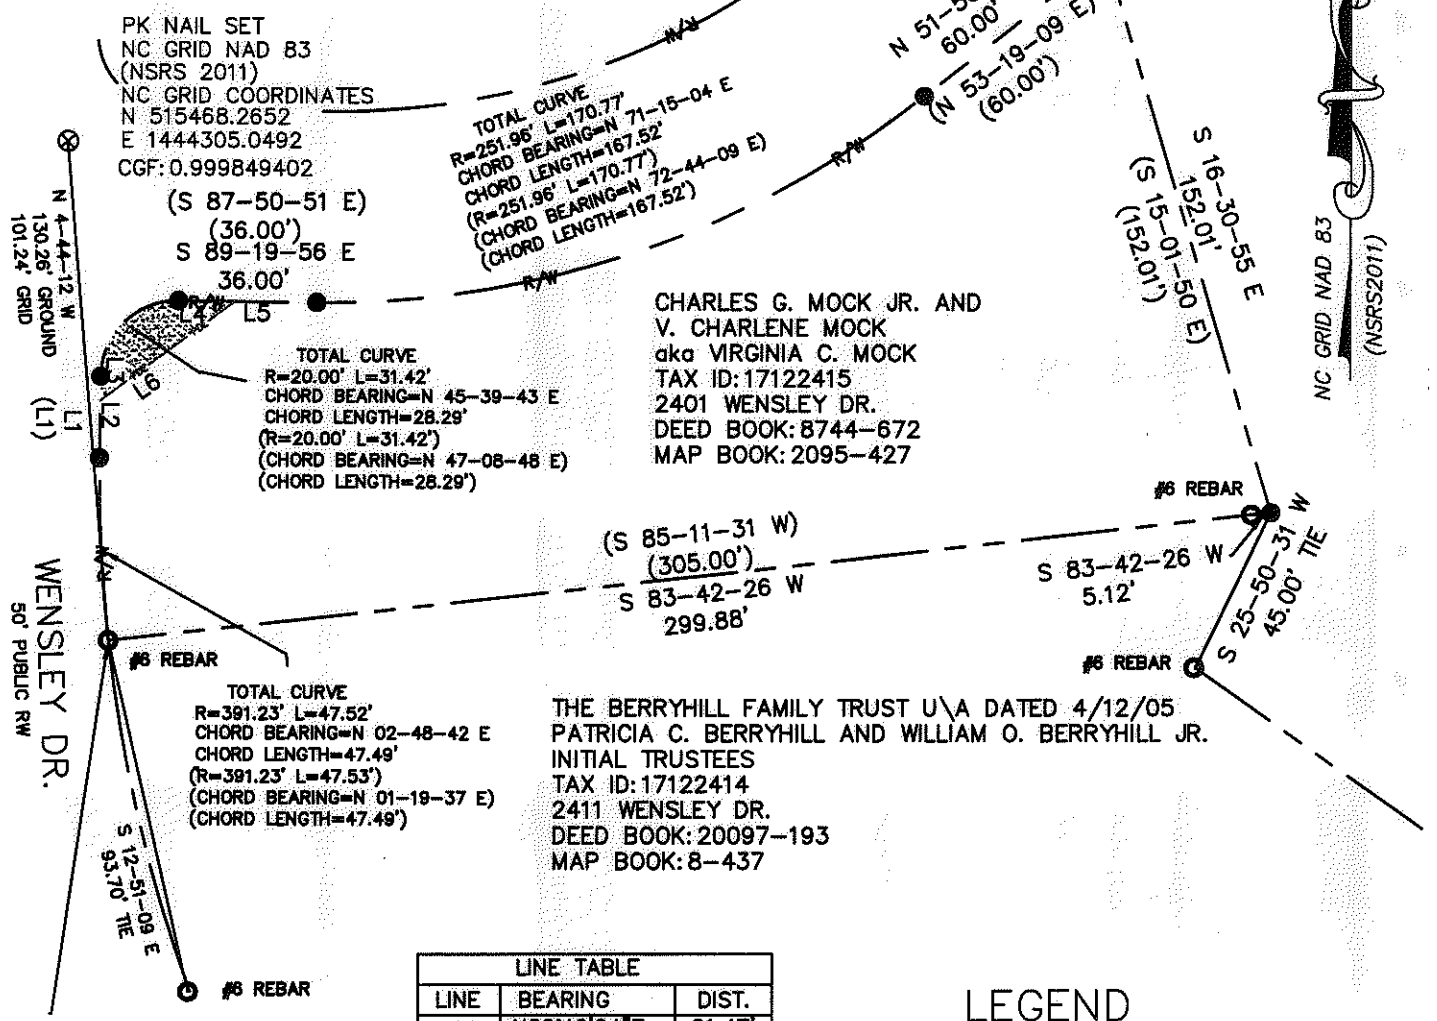 PK NAIL SET
NC GRID NAD 83
(NSRS 2011)
NC GRID COORDINATES
N 515468.2652
E 1444305.0492
CGF: 0.999849402
(S 87-50-51 E)
(36.00')
S 89-19-56 E
36.00'
N 4-44-12 W
130.26' GROUND
101.24' GRID
TOTAL CURVE
R=251.96' L=170.77'
CHORD BEARING=N 71-15-04 E
CHORD LENGTH=167.52'
(R=251.96' L=170.77')
(CHORD BEARING=N 72-44-09 E)
(CHORD LENGTH=167.52')
R/W
R/W
R/W
60.00'
(N 53-19-09 E)
(60.00')
S 16-30-55 E
152.01'
(S 15-01-50 E)
(152.01')
NC GRID NAD 83
(NSRS2011)
R/W
L4
L5
L3
L6
L2
L1
(L1)
TOTAL CURVE
R=20.00' L=31.42'
CHORD BEARING=N 45-39-43 E
CHORD LENGTH=28.29'
(R=20.00' L=31.42')
(CHORD BEARING=N 47-08-48 E)
(CHORD LENGTH=28.29')
CHARLES G. MOCK JR. AND
V. CHARLENE MOCK
aka VIRGINIA C. MOCK
TAX ID: 17122415
2401 WENSLEY DR.
DEED BOOK: 8744-672
MAP BOOK: 2095-427
#6 REBAR
(S 85-11-31 W)
(305.00')
S 83-42-26 W
299.88'
S 83-42-26 W
5.12'
S 25-50-31 W
45.00' TIE
#6 REBAR
R/W
WENSLEY DR.
50' PUBLIC RW
#6 REBAR
TOTAL CURVE
R=391.23' L=47.52'
CHORD BEARING=N 02-48-42 E
CHORD LENGTH=47.49'
(R=391.23' L=47.53')
(CHORD BEARING=N 01-19-37 E)
(CHORD LENGTH=47.49')
THE BERRYHILL FAMILY TRUST U\A DATED 4/12/05
PATRICIA C. BERRYHILL AND WILLIAM O. BERRYHILL JR.
INITIAL TRUSTEES
TAX ID: 17122414
2411 WENSLEY DR.
DEED BOOK: 20097-193
MAP BOOK: 8-437
S 12-51-09 E
93.70' TIE
#6 REBAR
LINE TABLE
LINE BEARING DIST.
LEGEND